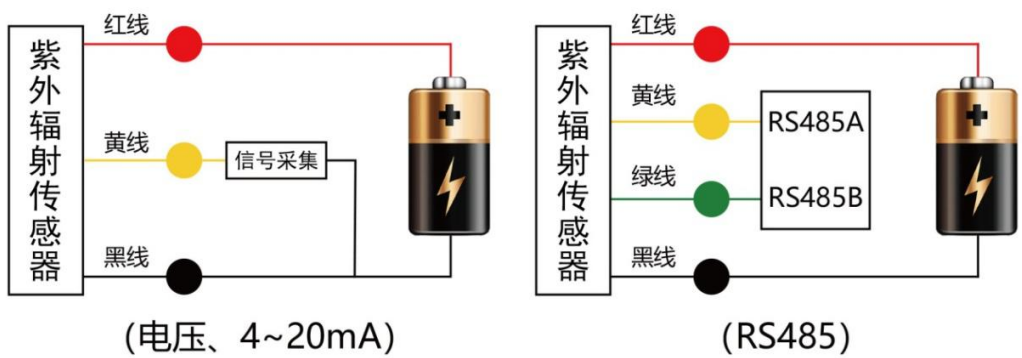 紫外辐射传感器
红线
黄线
信号采集
黑线
(电压、4~20mA)
紫外辐射传感器
红线
黄线
RS485A
绿线
RS485B
黑线
(RS485)